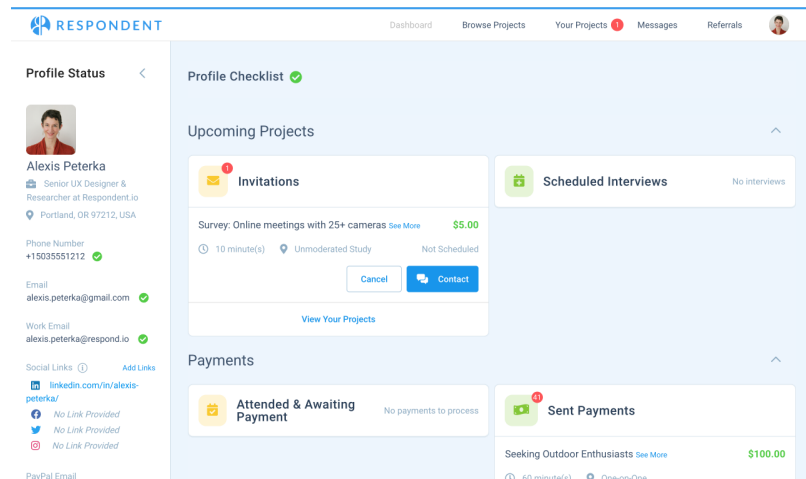 RESPONDENT
Dashboard
Browse Projects
Your Projects 1
Messages
Referrals
Profile Status
Alexis Peterka
Senior UX Designer &
Researcher at Respondent.io
Portland, OR 97212, USA
Phone Number
+15035551212
Email
alexis.peterka@gmail.com
Work Email
alexis.peterka@respond.io
Social Links
Add Links
linkedin.com/in/alexis-
peterka/
No Link Provided
No Link Provided
No Link Provided
PayPal Email
Profile Checklist
Upcoming Projects
1
Invitations
Survey: Online meetings with 25+ cameras See More $5.00
10 minute(s) Unmoderated Study Not Scheduled
Cancel
Contact
View Your Projects
Scheduled Interviews
No interviews
Payments
Attended & Awaiting
Payment
No payments to process
41
Sent Payments
Seeking Outdoor Enthusiasts See More $100.00
60 minute(s) One-on-One